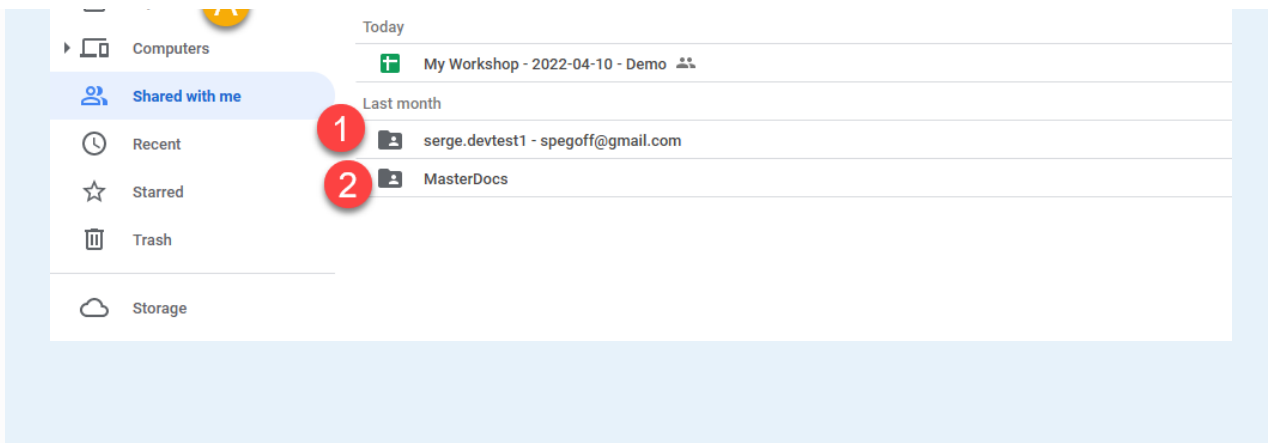 A
Today
Computers
My Workshop - 2022-04-10 - Demo
Shared with me
Last month
1
serge.devtest1 - spegoff@gmail.com
Recent
2
MasterDocs
Starred
Trash
Storage